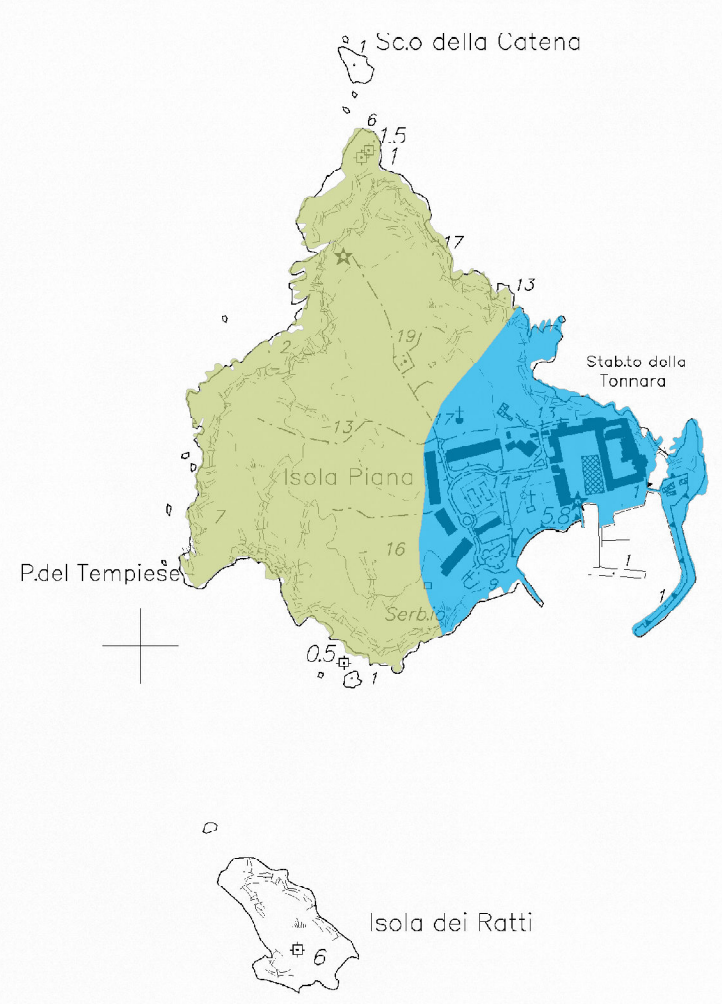 1
Sc.o della Catena
6
1.5
1
17
13
19
2
Stab.to della
Tonnara
17
13
13
Isola Piana
7
5.8
16
1
P.del Tempiese
9
1
Serb.io
0.5
1
Isola dei Ratti
6